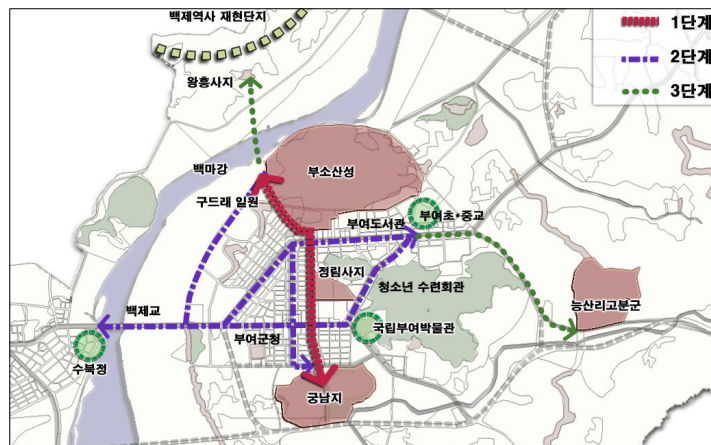 백제역사 재현단지
1단계
2단계
3단계
왕흥사지
백마강
부소산성
구드래 일원
부여도서관
부여초•중교
정림사지
청소년 수련회관
능산리고분군
백제교
부여군청
국립부여박물관
수북정
궁남지